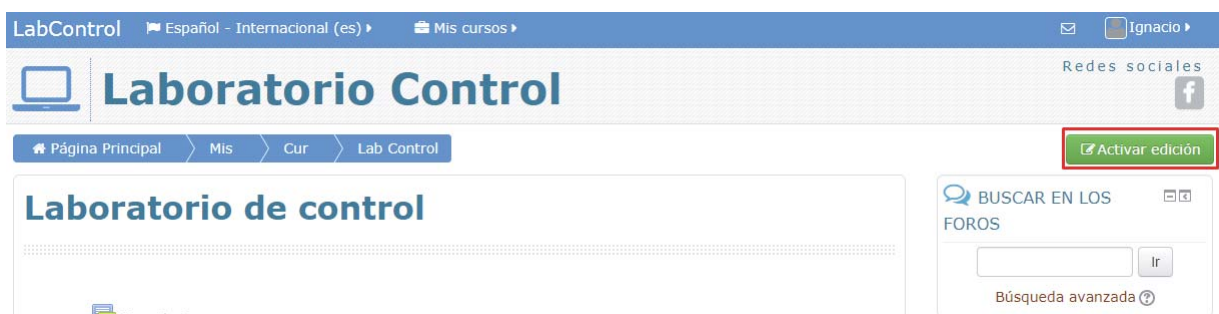 LabControl Español - Internacional (es) Mis cursos Ignacio
Redes sociales
Laboratorio Control
Página Principal Mis Cur Lab Control Activar edición
Laboratorio de control
BUSCAR EN LOS
FOROS
Ir
Búsqueda avanzada